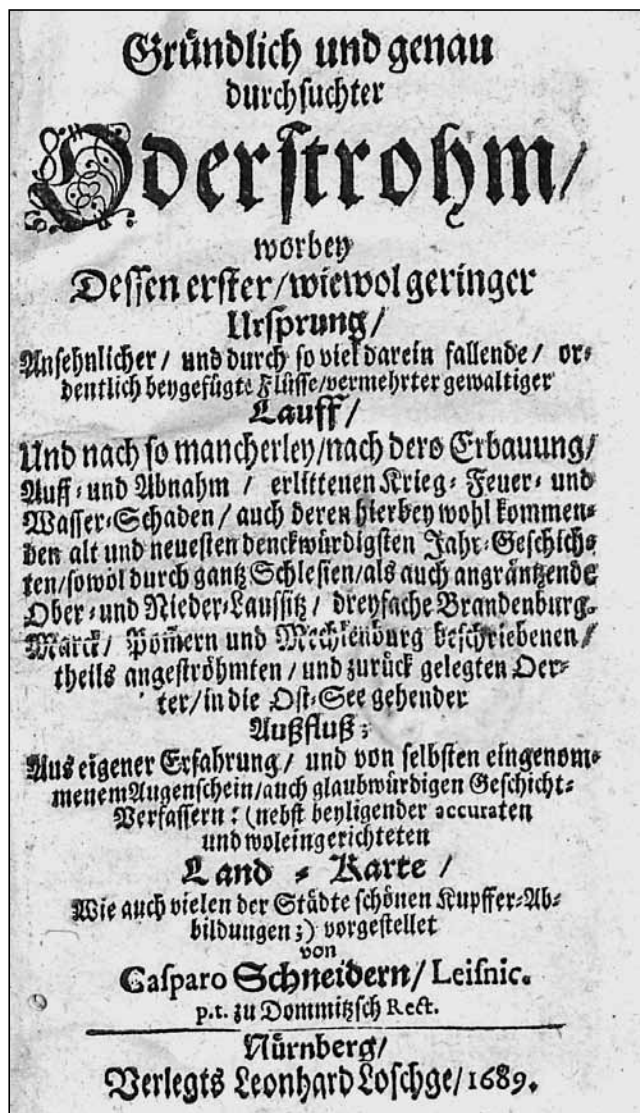 Gründlich und genau
durchsuchter
Oderstrohm/
worbey
Dessen erster/wiewol geringer
Ursprung/
Ansehnlicher/ und durch so viel darein fallende/ or-
dentlich beygefügte Flüsse/vermehrter gewaltiger
Lauff/
Und nach so mancherley/nach dero Erbauung/
Auff- und Abnahm / erlittenen Krieg- Feuer- und
Wasser-Schaden/ auch deren hierbey wohl kommen-
den alt und neuesten denckwürdigsten Jahr-Geschich-
ten/sowol durch gantz Schlesien/als auch angräntzende
Ober- und Nieder-Laussitz / dreyfache Brandenburg.
Marck/ Pom̄ern und Mechlenburg beschriebenen/
theils angeströhmten/ und zurück gelegten Oer-
ter/in die Ost-See gehender
Außfluß;
Aus eigener Erfahrung/ und von selbsten eingenom-
menem Augenschein/auch glaubwürdigen Geschicht-
Verfassern: (nebst beyligender accuraten
und woleingerichteten
Land - Karte /
Wie auch vielen der Städte schönen Kupffer-Ab-
bildungen;) vorgestellet
von
Casparo Schneidern/ Leisnic.
p.t. zu Dommitzsch Rect.
Nürnberg/
Verlegts Leonhard Loschge/1689.